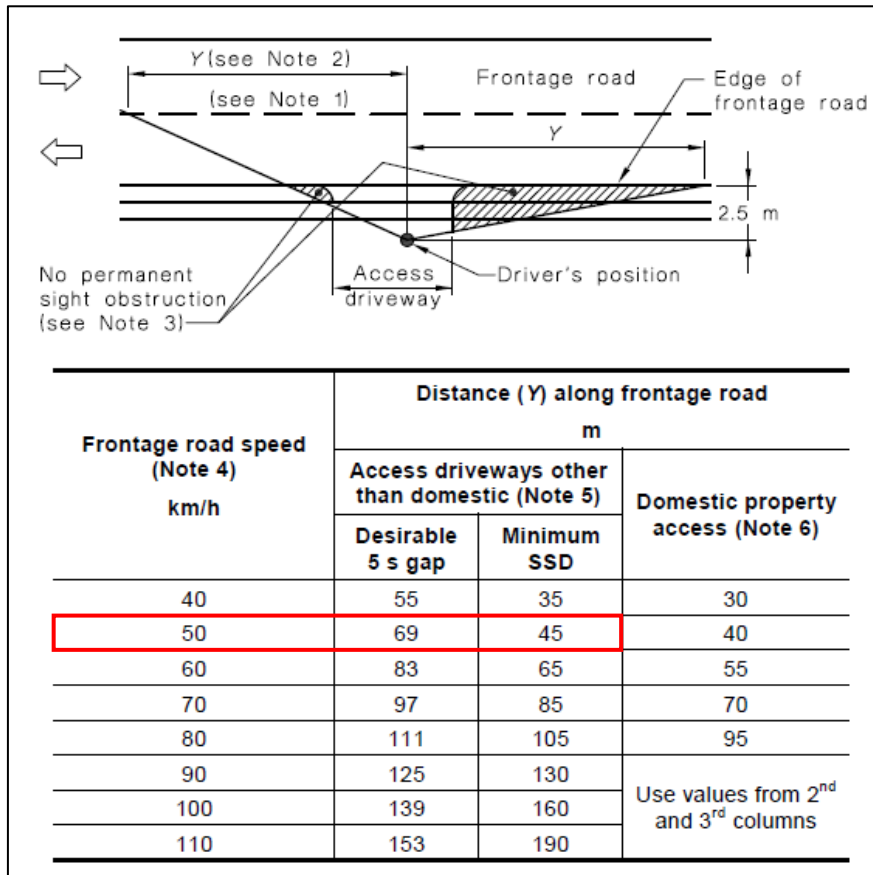 Y(see Note 2)
Frontage road
Edge of
frontage road
(see Note 1)
Y
2.5 m
No permanent
sight obstruction
(see Note 3)
Access
driveway
Driver's position
Frontage road speed
(Note 4)
km/h
Distance (Y) along frontage road
m
Access driveways other
than domestic (Note 5)
Domestic property
access (Note 6)
Desirable
5 s gap
Minimum
SSD
40 55 35 30
50 69 45 40
60 83 65 55
70 97 85 70
80 111 105 95
90 125 130
100 139 160
110 153 190
Use values from 2nd
and 3rd columns